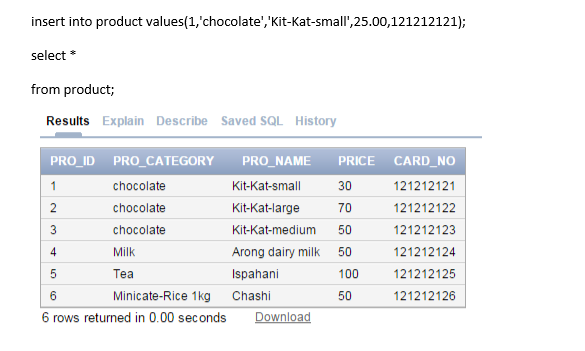 insert into product values(1,'chocolate','Kit-Kat-small',25.00,121212121);
select *
from product;
Results Explain Describe Saved SQL History
PRO_ID PRO_CATEGORY PRO_NAME PRICE CARD_NO
1 chocolate Kit-Kat-small 30 121212121
2 chocolate Kit-Kat-large 70 121212122
3 chocolate Kit-Kat-medium 50 121212123
4 Milk Arong dairy milk 50 121212124
5 Tea Ispahani 100 121212125
6 Minicate-Rice 1kg Chashi 50 121212126
6 rows returned in 0.00 seconds Download